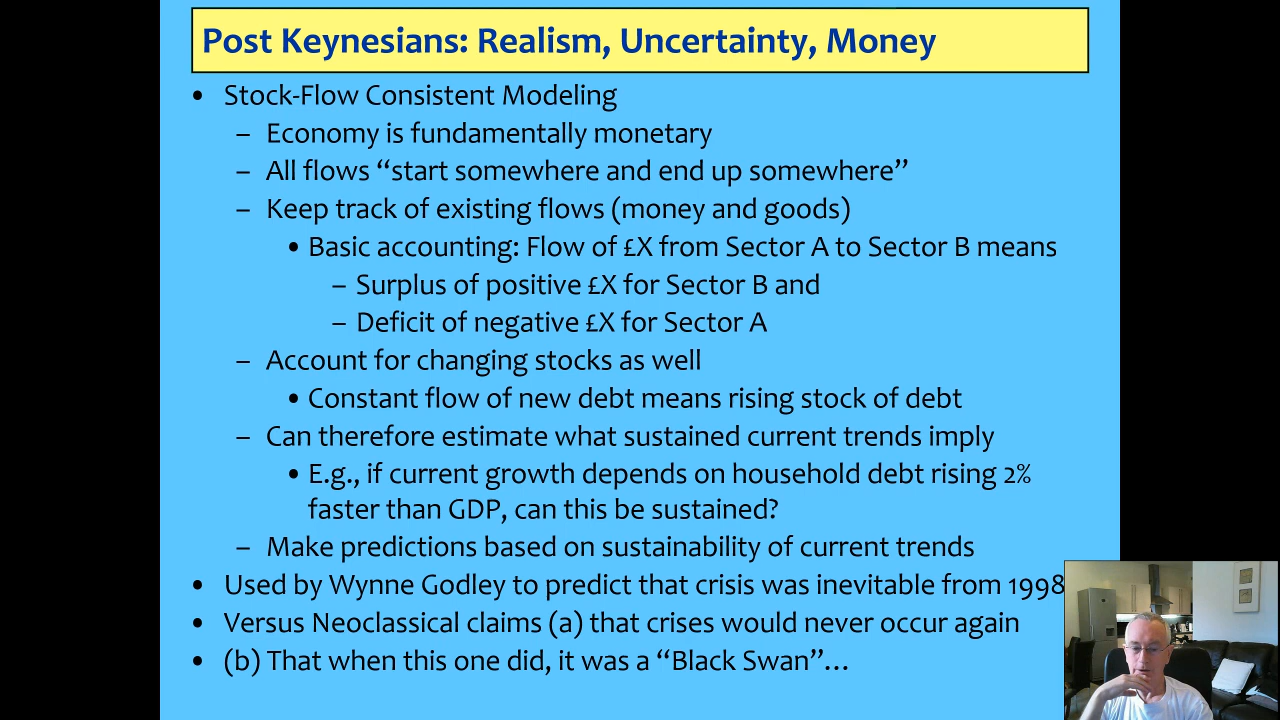 Post Keynesians: Realism, Uncertainty, Money
• Stock-Flow Consistent Modeling
– Economy is fundamentally monetary
– All flows “start somewhere and end up somewhere”
– Keep track of existing flows (money and goods)
• Basic accounting: Flow of £X from Sector A to Sector B means
– Surplus of positive £X for Sector B and
– Deficit of negative £X for Sector A
– Account for changing stocks as well
• Constant flow of new debt means rising stock of debt
– Can therefore estimate what sustained current trends imply
• E.g., if current growth depends on household debt rising 2%
faster than GDP, can this be sustained?
– Make predictions based on sustainability of current trends
• Used by Wynne Godley to predict that crisis was inevitable from 1998
• Versus Neoclassical claims (a) that crises would never occur again
• (b) That when this one did, it was a “Black Swan”…